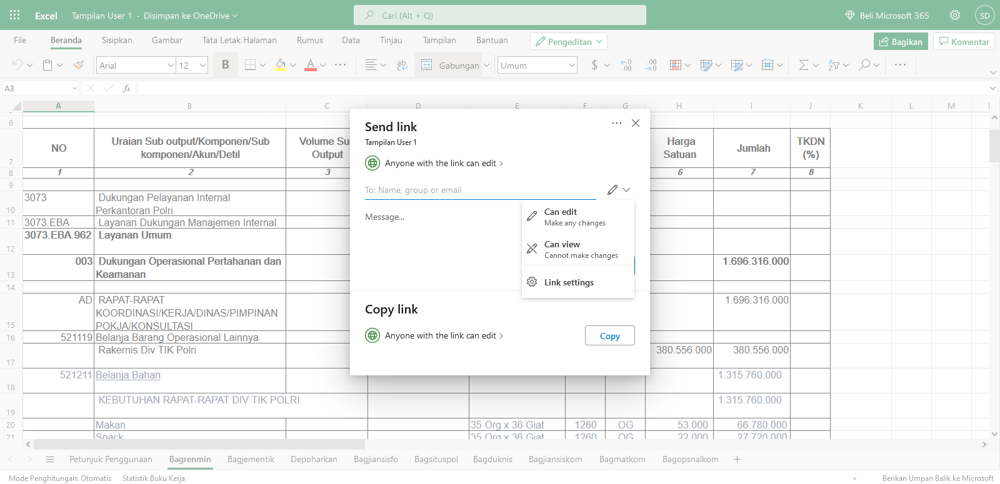 Excel Tampilan User 1 - Disimpan ke OneDrive Cari (Alt + Q) Beli Microsoft 365 SD
File Beranda Sisipkan Gambar Tata Letak Halaman Rumus Data Tinjau Tampilan Bantuan Pengeditan Bagikan Komentar
Arial 12 B A ab Gabungan Umum $ .00
A3 fx
A B C D E F G H I J K L M
6
7 NO Uraian Sub output/Komponen/Sub komponen/Akun/Detil Volume Su Output Harga Satuan Jumlah TKDN (%)
8 1 2 3 6 7 8
9
10 3073 Dukungan Pelayanan Internal Perkantoran Polri
11 3073.EBA Layanan Dukungan Manajemen Internal
12 3073.EBA.962 Layanan Umum
13 003 Dukungan Operasional Pertahanan dan Keamanan 1.696.316.000
14
15 AD RAPAT-RAPAT KOORDINASI/KERJA/DINAS/PIMPINAN POKJA/KONSULTASI 1.696.316.000
16 521119 Belanja Barang Operasional Lainnya
17 Rakernis Div TIK Polri 380.556.000 380.556.000
18 521211 Belanja Bahan 1.315.760.000
19 KEBUTUHAN RAPAT-RAPAT DIV TIK POLRI 1.315.760.000
20 Makan 35 Org x 36 Giat 1260 OG 53.000 66.780.000
21 Snack 35 Org x 36 Giat 1260 OG 22.000 27.720.000
Send link
Tampilan User 1
Anyone with the link can edit
To: Name, group or email
Message...
Can edit
Make any changes
Can view
Cannot make changes
Link settings
Copy link
Anyone with the link can edit
Copy
Petunjuk Penggunaan Bagrenmin Bagjementik Depoharkan Bagjiansisfo Bagsituspol Bagduknis Bagjiansiskom Bagmatkom Bagopsnalkom
Mode Penghitungan: Otomatis Statistik Buku Kerja Berikan Umpan Balik ke Microsoft